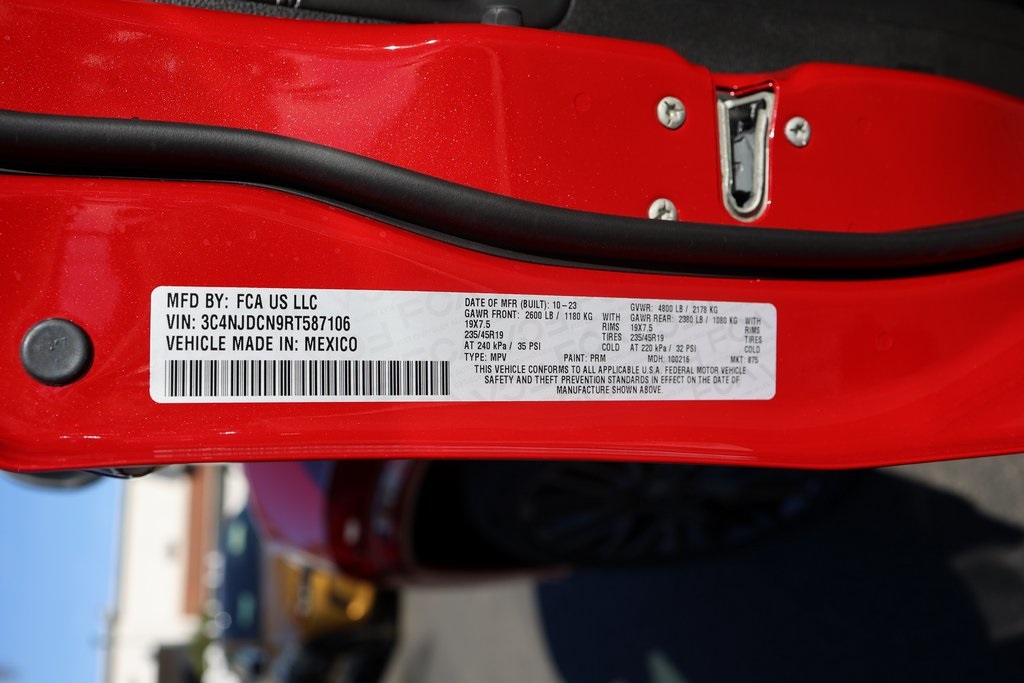 MFD BY: FCA US LLC
VIN: 3C4NJDCN9RT587106
VEHICLE MADE IN: MEXICO
DATE OF MFR (BUILT): 10-23 GVWR: 4800 LB / 2178 KG
GAWR FRONT: 2600 LB / 1180 KG WITH GAWR REAR: 2380 LB / 1080 KG WITH
19X7.5 RIMS 19X7.5 RIMS
235/45R19 TIRES 235/45R19 TIRES
AT 240 kPa / 35 PSI COLD AT 220 kPa / 32 PSI COLD
TYPE: MPV PAINT: PRM MDH: 100216 MKT: 875
THIS VEHICLE CONFORMS TO ALL APPLICABLE U.S.A. FEDERAL MOTOR VEHICLE
SAFETY AND THEFT PREVENTION STANDARDS IN EFFECT ON THE DATE OF
MANUFACTURE SHOWN ABOVE.